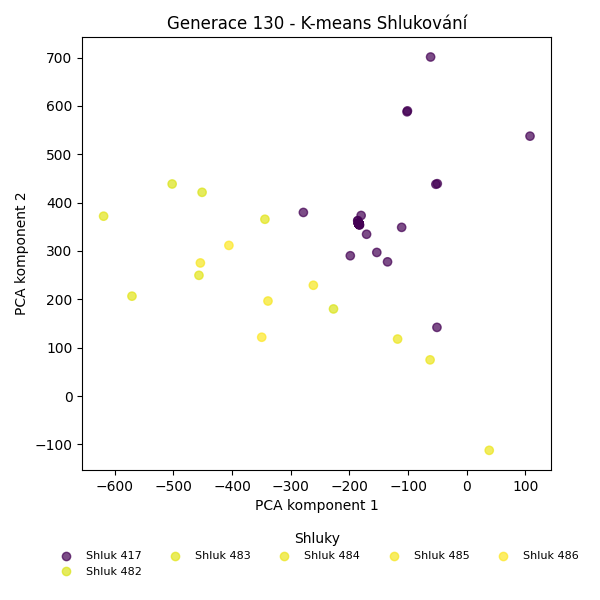 Generace 130 - K-means Shlukování
PCA komponent 2
700
600
500
400
300
200
100
0
−100
−600 −500 −400 −300 −200 −100 0 100
PCA komponent 1
Shluky
Shluk 417 Shluk 483 Shluk 484 Shluk 485 Shluk 486
Shluk 482